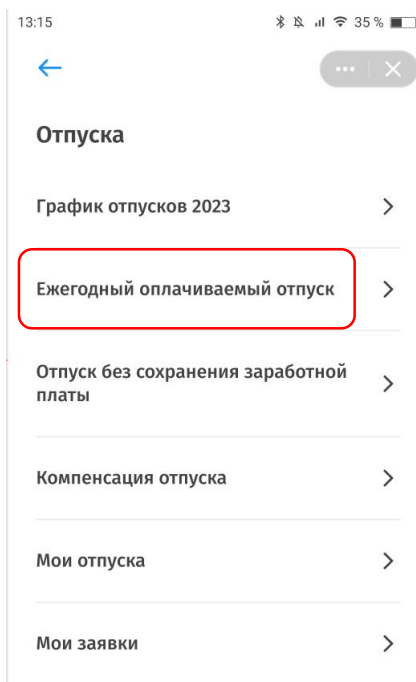 13:15
35 %
Отпуска
График отпусков 2023
Ежегодный оплачиваемый отпуск
Отпуск без сохранения заработной
платы
Компенсация отпуска
Мои отпуска
Мои заявки